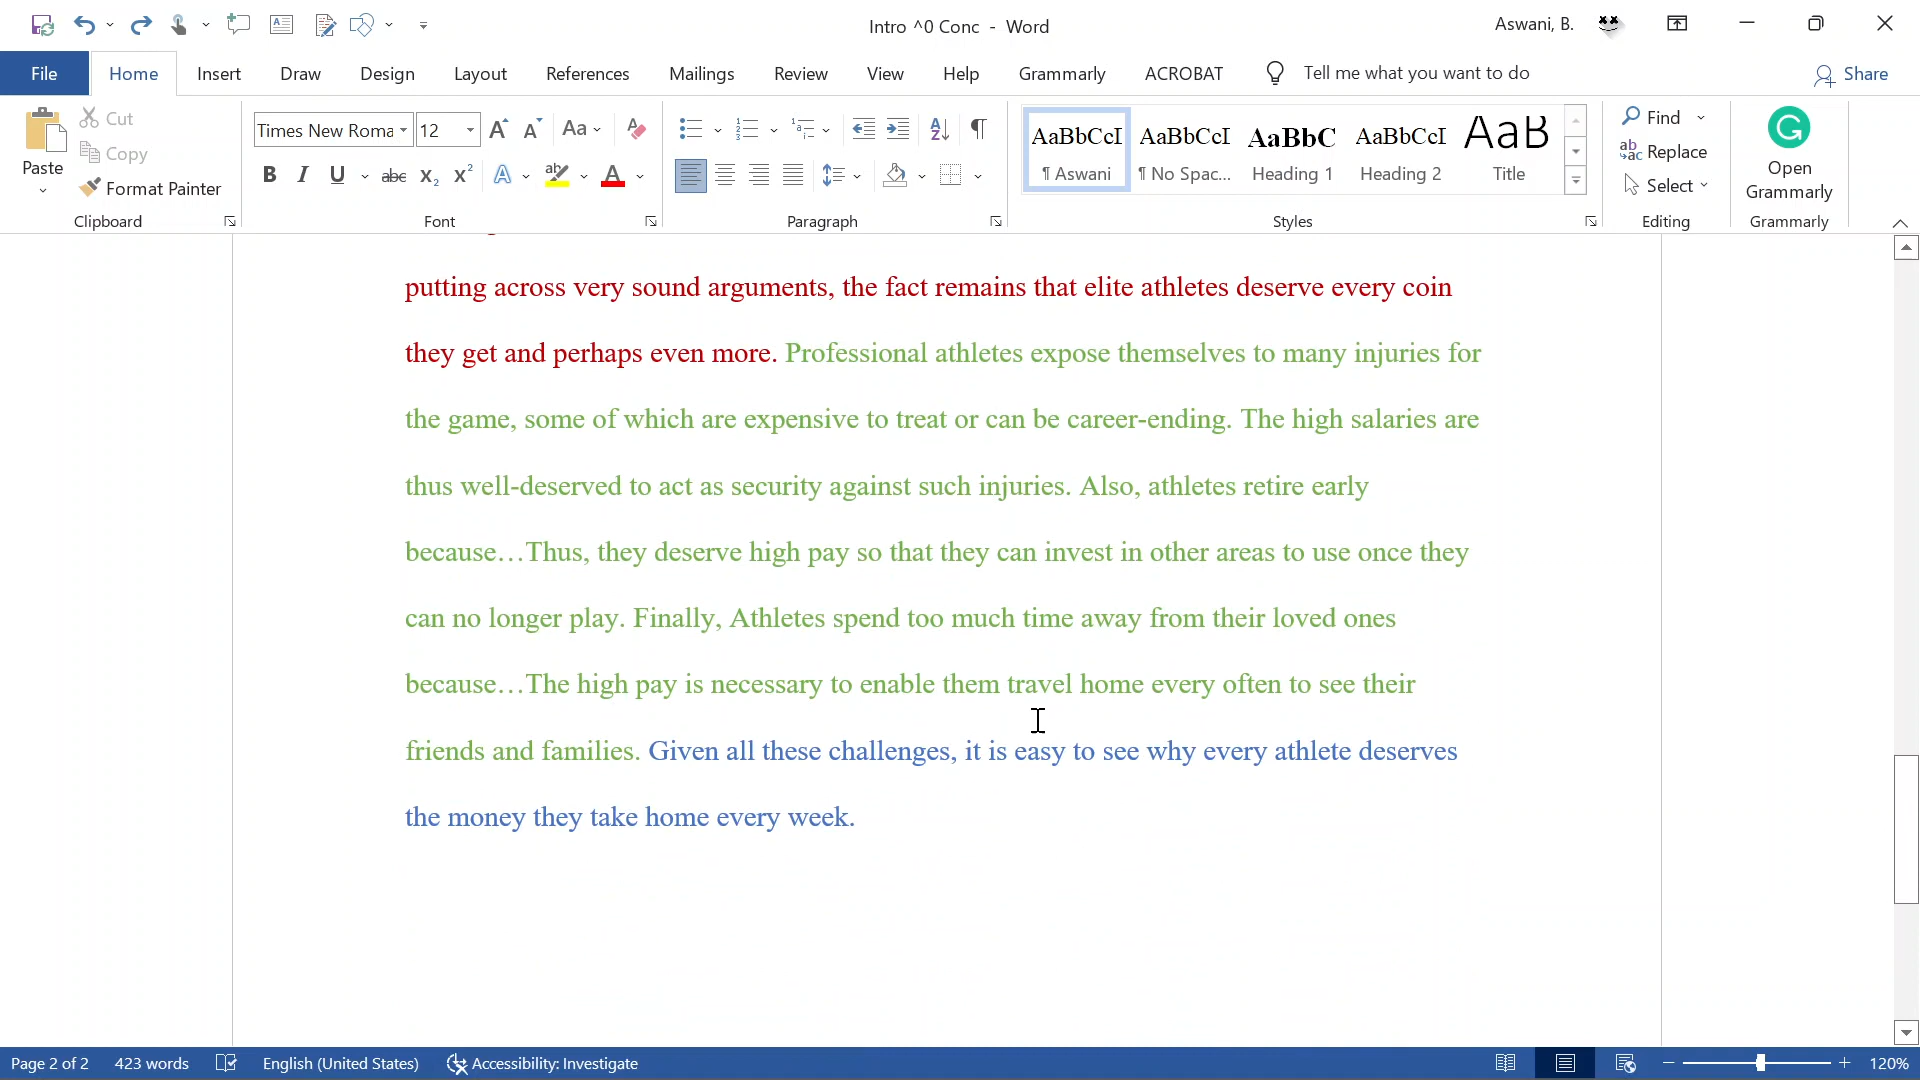 Intro ^0 Conc - Word
Aswani, B.
File Home Insert Draw Design Layout References Mailings Review View Help Grammarly ACROBAT Tell me what you want to do Share
Paste
Cut
Copy
Format Painter
Clipboard
Times New Roma 12
Font
Paragraph
AaBbCcI AaBbCcI AaBbC AaBbCcI AaB
¶ Aswani ¶ No Spac... Heading 1 Heading 2 Title
Styles
Find
Replace
Select
Editing
Open
Grammarly
Grammarly
putting across very sound arguments, the fact remains that elite athletes deserve every coin
they get and perhaps even more. Professional athletes expose themselves to many injuries for
the game, some of which are expensive to treat or can be career-ending. The high salaries are
thus well-deserved to act as security against such injuries. Also, athletes retire early
because…Thus, they deserve high pay so that they can invest in other areas to use once they
can no longer play. Finally, Athletes spend too much time away from their loved ones
because…The high pay is necessary to enable them travel home every often to see their
friends and families. Given all these challenges, it is easy to see why every athlete deserves
the money they take home every week.
Page 2 of 2 423 words English (United States) Accessibility: Investigate 120%